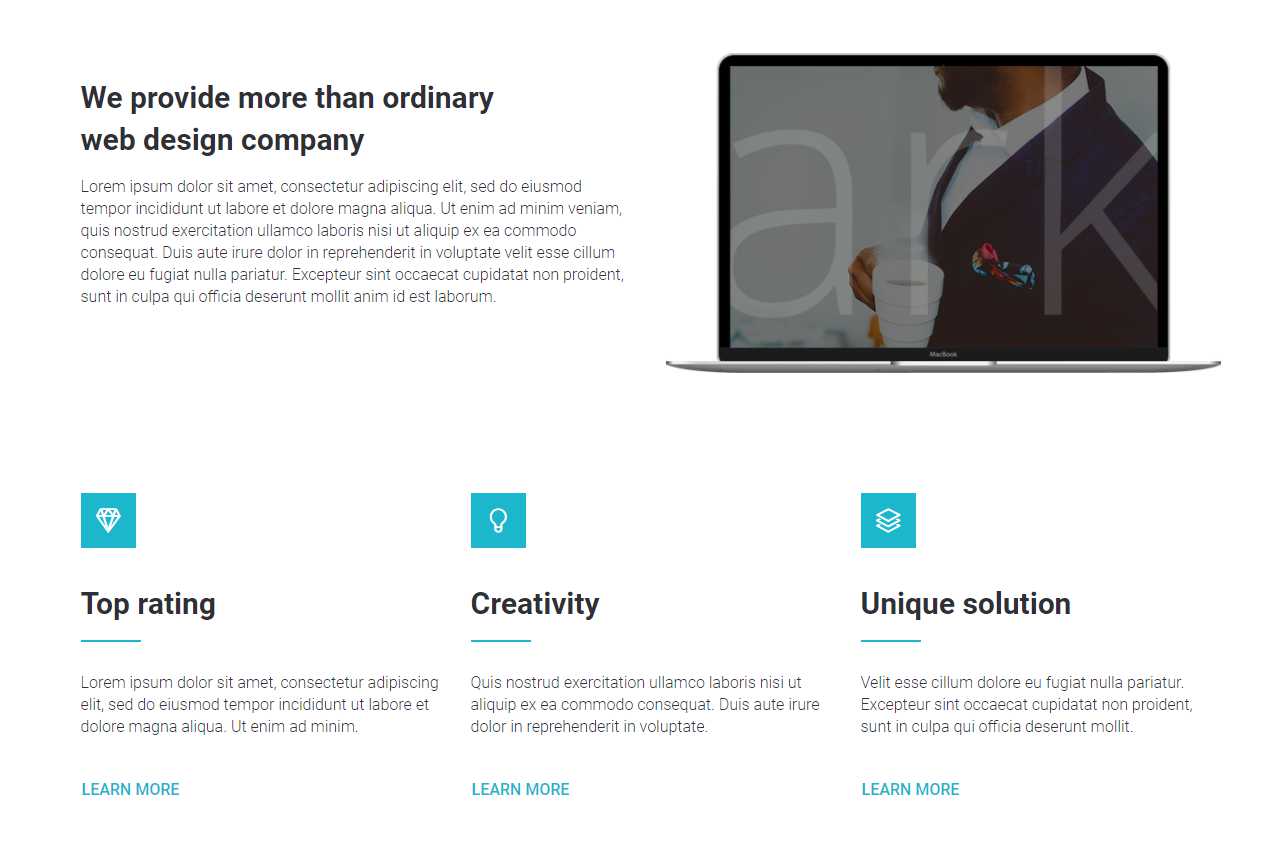 We provide more than ordinary
web design company
Lorem ipsum dolor sit amet, consectetur adipiscing elit, sed do eiusmod
tempor incididunt ut labore et dolore magna aliqua. Ut enim ad minim veniam,
quis nostrud exercitation ullamco laboris nisi ut aliquip ex ea commodo
consequat. Duis aute irure dolor in reprehenderit in voluptate velit esse cillum
dolore eu fugiat nulla pariatur. Excepteur sint occaecat cupidatat non proident,
sunt in culpa qui officia deserunt mollit anim id est laborum.
ark
MacBook
Top rating
Lorem ipsum dolor sit amet, consectetur adipiscing
elit, sed do eiusmod tempor incididunt ut labore et
dolore magna aliqua. Ut enim ad minim.
LEARN MORE
Creativity
Quis nostrud exercitation ullamco laboris nisi ut
aliquip ex ea commodo consequat. Duis aute irure
dolor in reprehenderit in voluptate.
LEARN MORE
Unique solution
Velit esse cillum dolore eu fugiat nulla pariatur.
Excepteur sint occaecat cupidatat non proident,
sunt in culpa qui officia deserunt mollit.
LEARN MORE